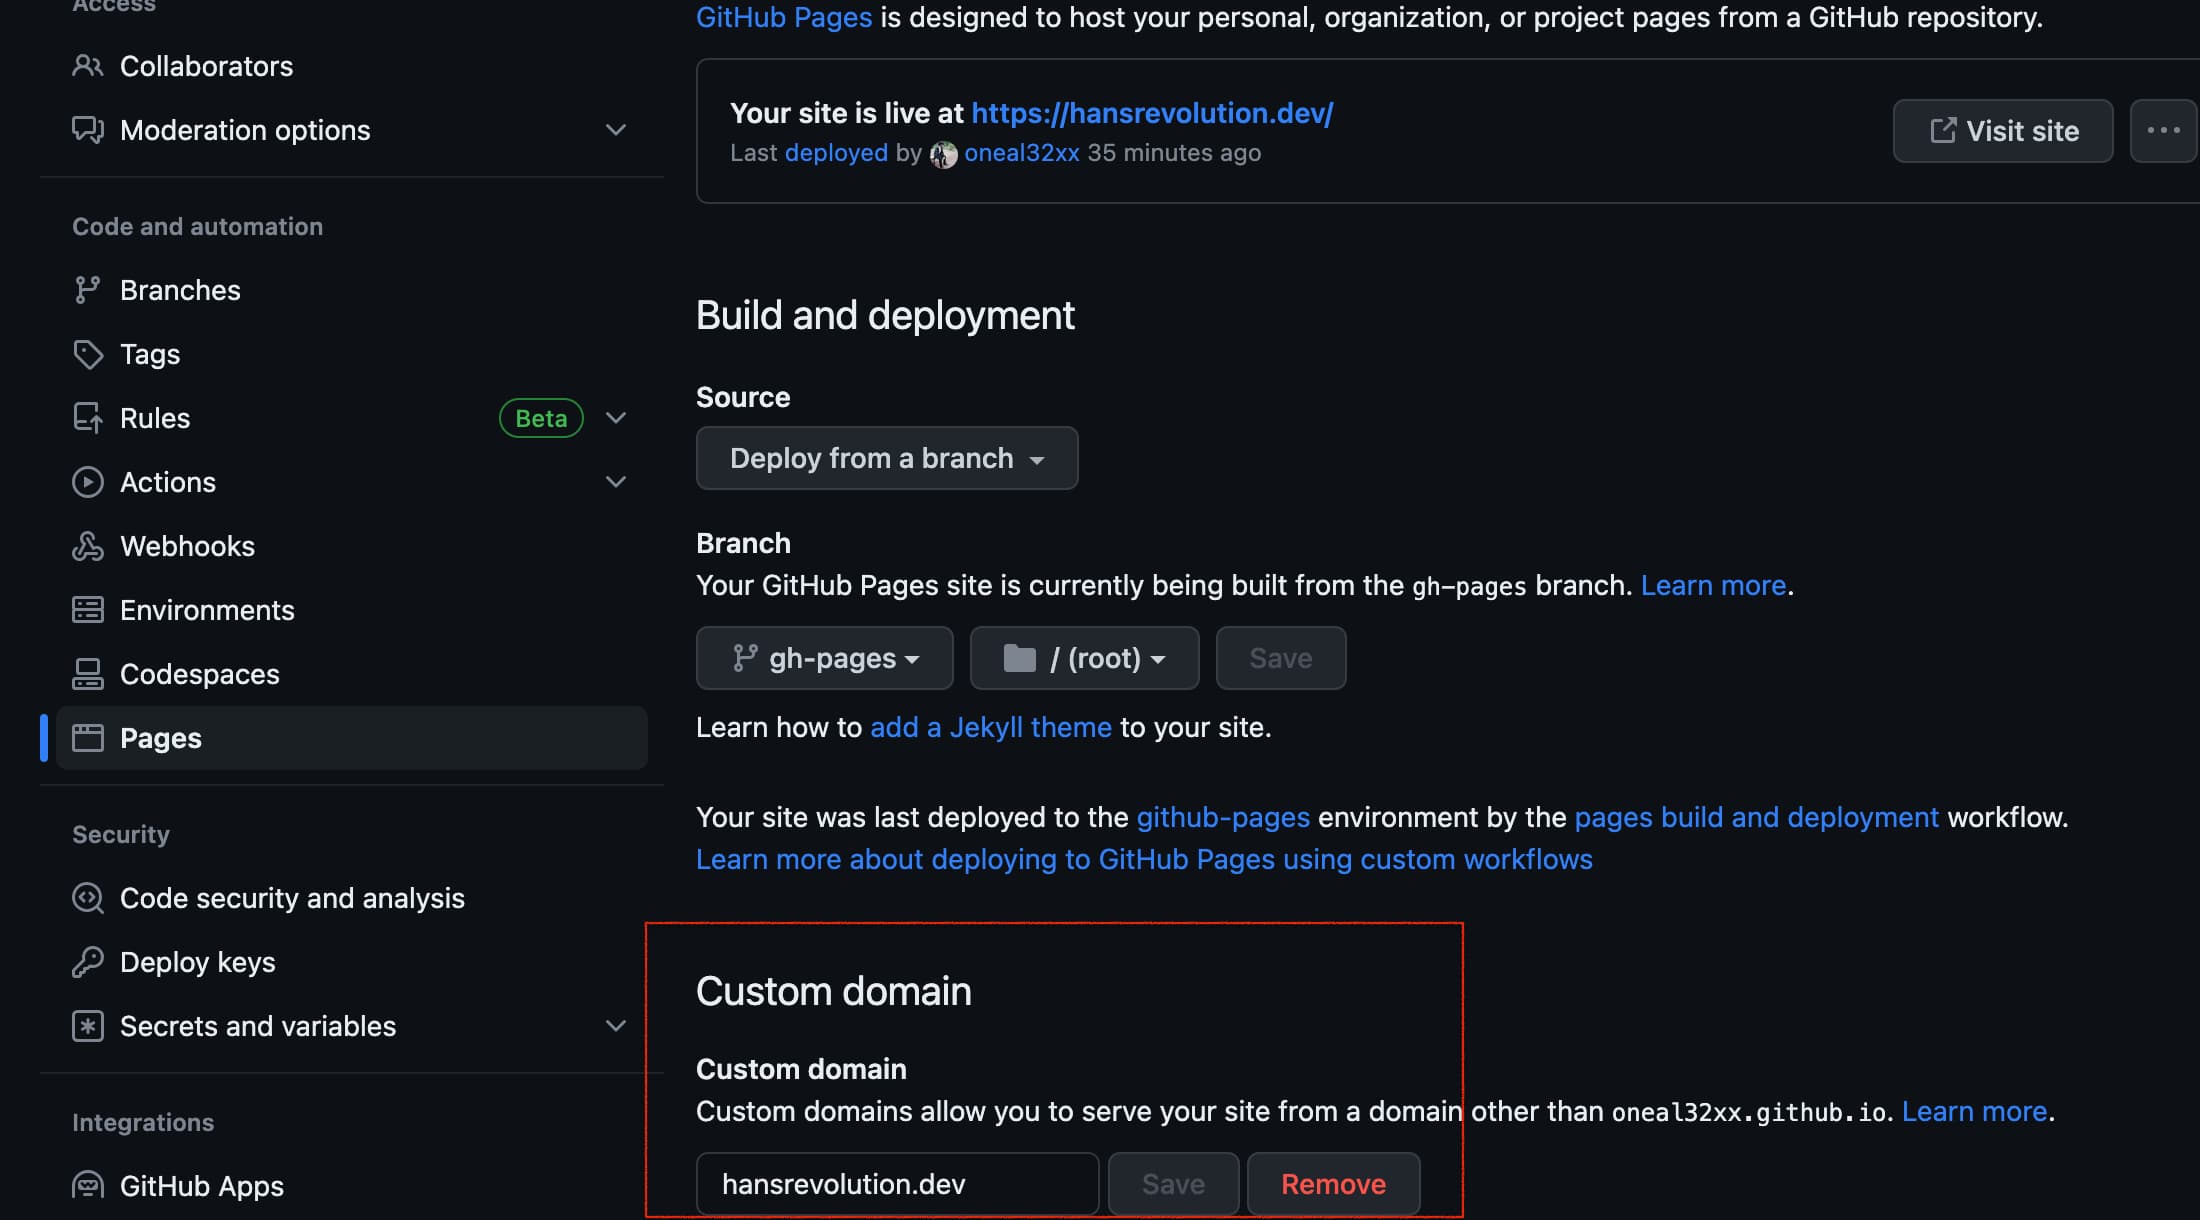 Access
Collaborators
Moderation options
Code and automation
Branches
Tags
Rules Beta
Actions
Webhooks
Environments
Codespaces
Pages
Security
Code security and analysis
Deploy keys
Secrets and variables
Integrations
GitHub Apps
GitHub Pages is designed to host your personal, organization, or project pages from a GitHub repository.
Your site is live at https://hansrevolution.dev/
Last deployed by oneal32xx 35 minutes ago
Visit site
Build and deployment
Source
Deploy from a branch
Branch
Your GitHub Pages site is currently being built from the gh-pages branch. Learn more.
gh-pages / (root) Save
Learn how to add a Jekyll theme to your site.
Your site was last deployed to the github-pages environment by the pages build and deployment workflow.
Learn more about deploying to GitHub Pages using custom workflows
Custom domain
Custom domain
Custom domains allow you to serve your site from a domain other than oneal32xx.github.io. Learn more.
hansrevolution.dev Save Remove